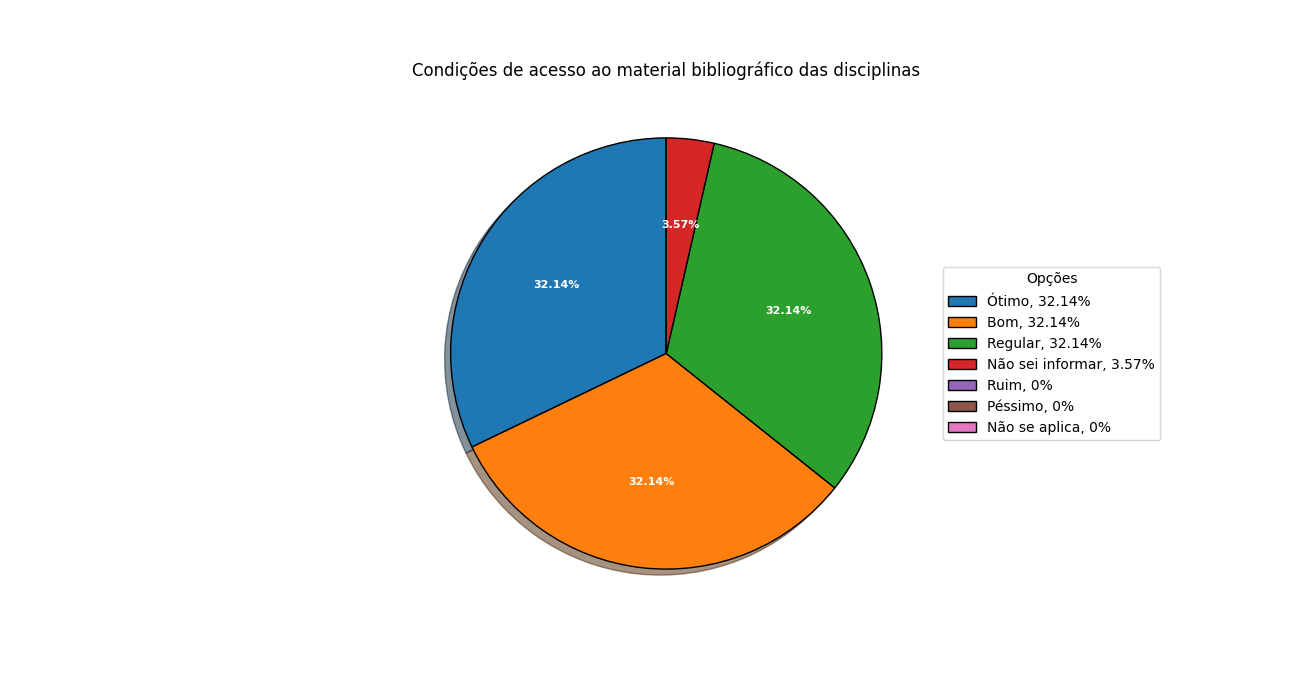 Condições de acesso ao material bibliográfico das disciplinas
3.57%
32.14%
32.14%
32.14%
Opções
Ótimo, 32.14%
Bom, 32.14%
Regular, 32.14%
Não sei informar, 3.57%
Ruim, 0%
Péssimo, 0%
Não se aplica, 0%